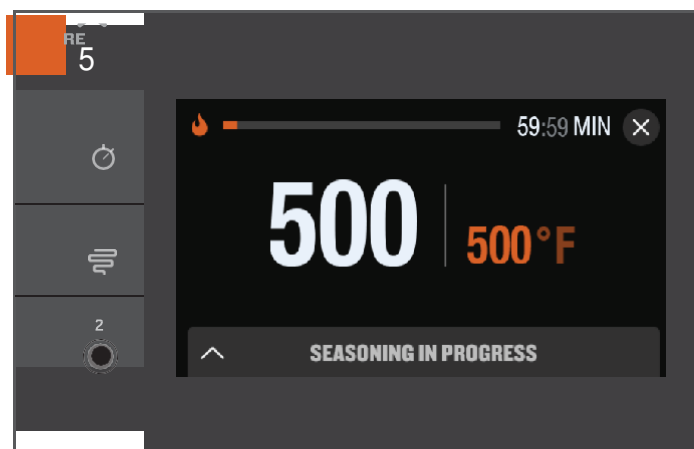 RE
5
59:59 MIN
500 500°F
2
SEASONING IN PROGRESS